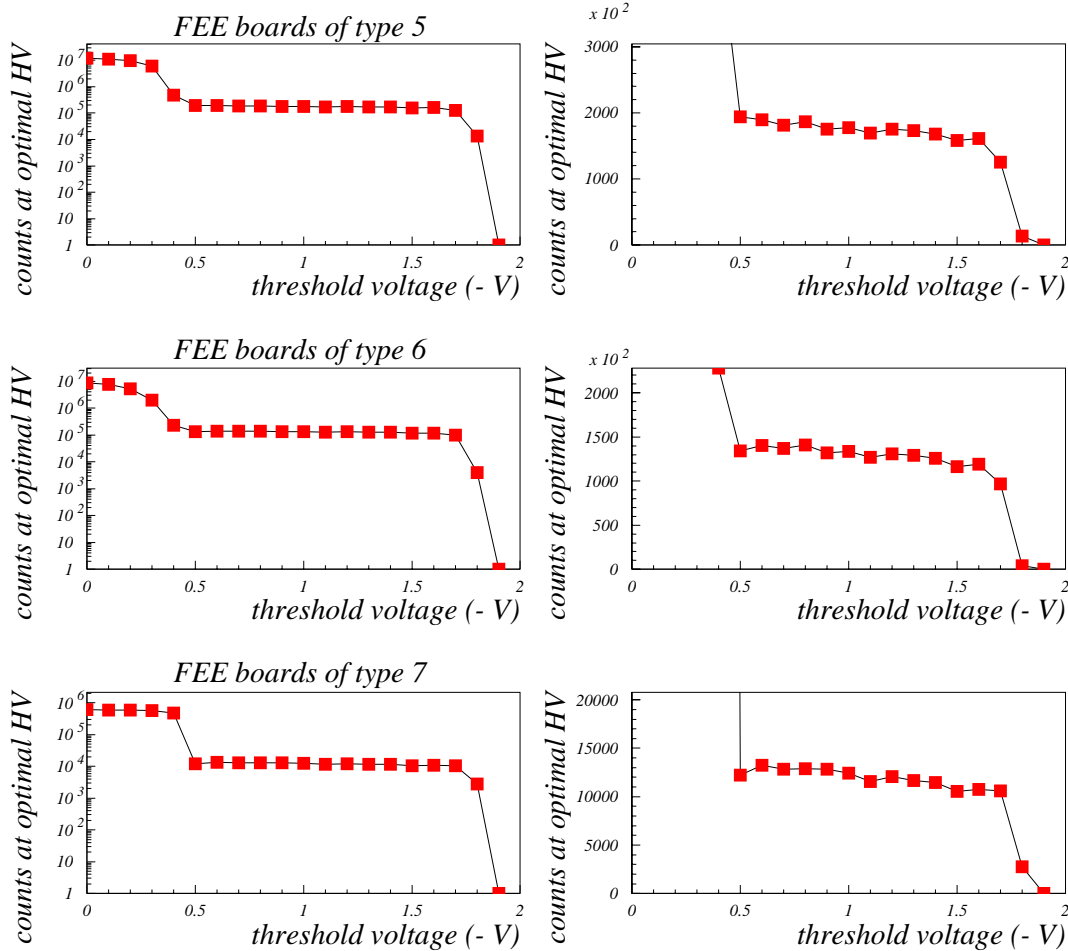 FEE boards of type 5
counts at optimal HV
10^7
10^6
10^5
10^4
10^3
10^2
10
1
0 0.5 1 1.5 2
threshold voltage (- V)
x 10^2
counts at optimal HV
3000
2000
1000
0
0 0.5 1 1.5 2
threshold voltage (- V)
FEE boards of type 6
counts at optimal HV
10^7
10^6
10^5
10^4
10^3
10^2
10
1
0 0.5 1 1.5 2
threshold voltage (- V)
x 10^2
counts at optimal HV
2000
1500
1000
500
0
0 0.5 1 1.5 2
threshold voltage (- V)
FEE boards of type 7
counts at optimal HV
10^6
10^5
10^4
10^3
10^2
10
1
0 0.5 1 1.5 2
threshold voltage (- V)
counts at optimal HV
20000
15000
10000
5000
0
0 0.5 1 1.5 2
threshold voltage (- V)